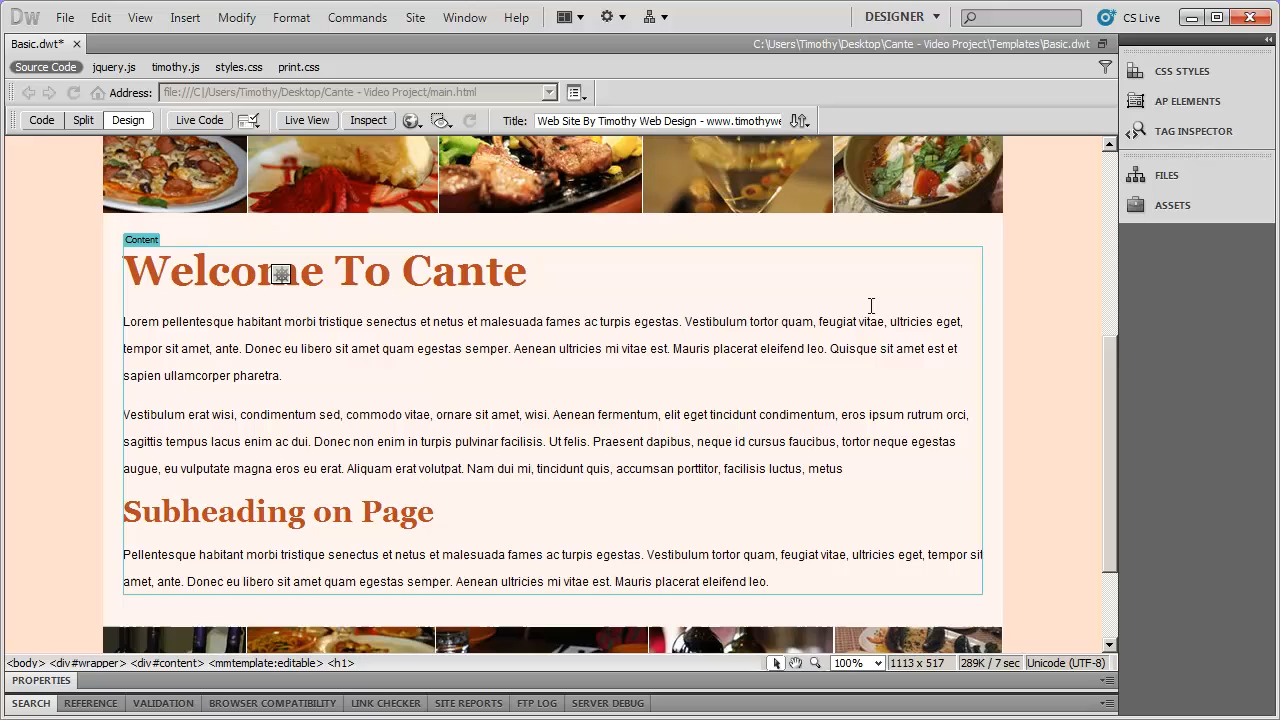 Dw File Edit View Insert Modify Format Commands Site Window Help DESIGNER CS Live
Basic.dwt* C:\Users\Timothy\Desktop\Cante - Video Project\Templates\Basic.dwt
Source Code jquery.js timothy.js styles.css print.css
Address: file:///C|/Users/Timothy/Desktop/Cante - Video Project/main.html
Code Split Design Live Code Live View Inspect Title: Web Site By Timothy Web Design - www.timothywe
CSS STYLES
AP ELEMENTS
TAG INSPECTOR
FILES
ASSETS
Content
Welcome To Cante
Lorem pellentesque habitant morbi tristique senectus et netus et malesuada fames ac turpis egestas. Vestibulum tortor quam, feugiat vitae, ultricies eget,
tempor sit amet, ante. Donec eu libero sit amet quam egestas semper. Aenean ultricies mi vitae est. Mauris placerat eleifend leo. Quisque sit amet est et
sapien ullamcorper pharetra.
Vestibulum erat wisi, condimentum sed, commodo vitae, ornare sit amet, wisi. Aenean fermentum, elit eget tincidunt condimentum, eros ipsum rutrum orci,
sagittis tempus lacus enim ac dui. Donec non enim in turpis pulvinar facilisis. Ut felis. Praesent dapibus, neque id cursus faucibus, tortor neque egestas
augue, eu vulputate magna eros eu erat. Aliquam erat volutpat. Nam dui mi, tincidunt quis, accumsan porttitor, facilisis luctus, metus
Subheading on Page
Pellentesque habitant morbi tristique senectus et netus et malesuada fames ac turpis egestas. Vestibulum tortor quam, feugiat vitae, ultricies eget, tempor sit
amet, ante. Donec eu libero sit amet quam egestas semper. Aenean ultricies mi vitae est. Mauris placerat eleifend leo.
<body> <div#wrapper> <div#content> <mmtemplate:editable> <h1> 100% 1113 x 517 289K / 7 sec Unicode (UTF-8)
PROPERTIES
SEARCH REFERENCE VALIDATION BROWSER COMPATIBILITY LINK CHECKER SITE REPORTS FTP LOG SERVER DEBUG